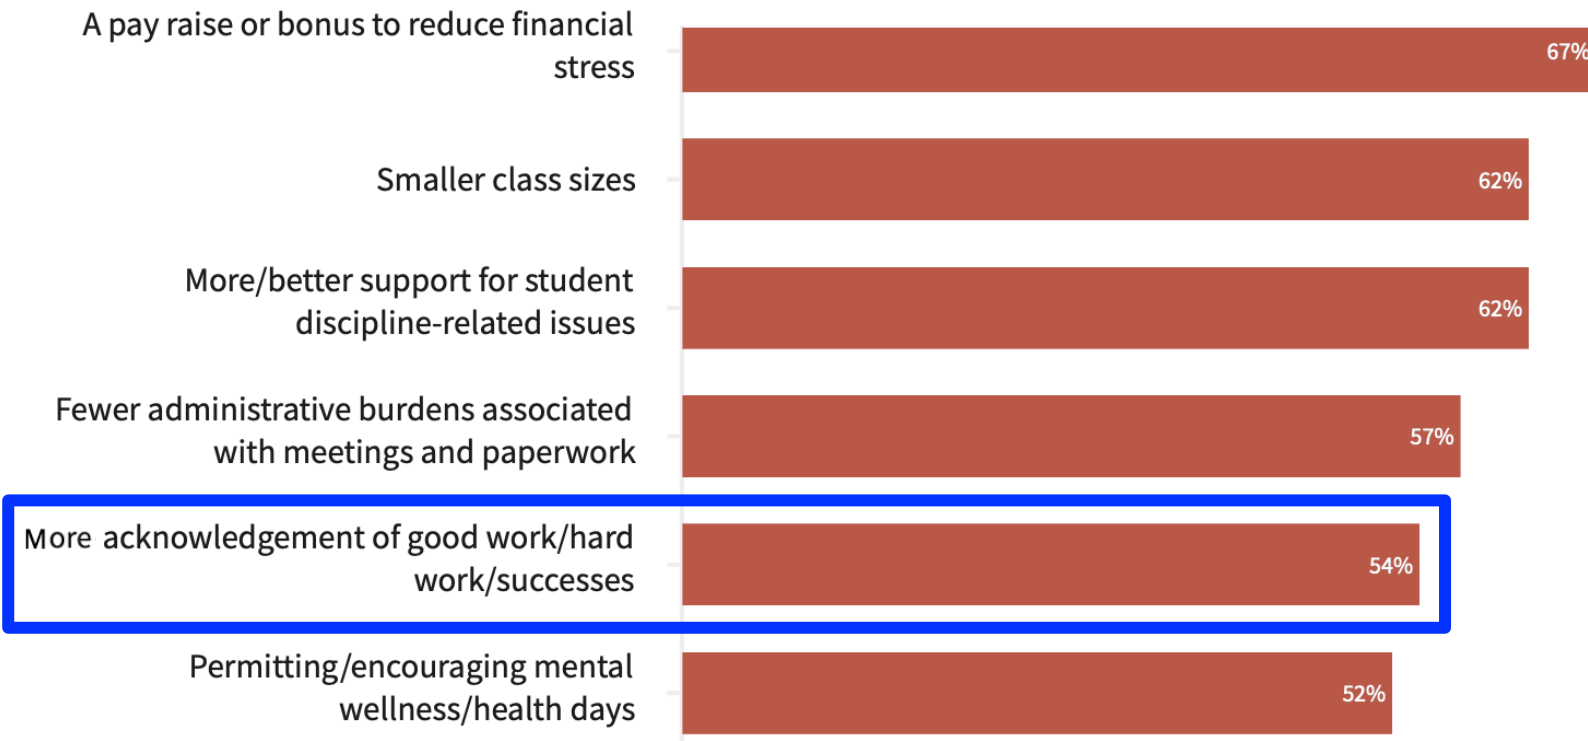 A pay raise or bonus to reduce financial
stress
67%
Smaller class sizes
62%
More/better support for student
discipline-related issues
62%
Fewer administrative burdens associated
with meetings and paperwork
57%
More acknowledgement of good work/hard
work/successes
54%
Permitting/encouraging mental
wellness/health days
52%